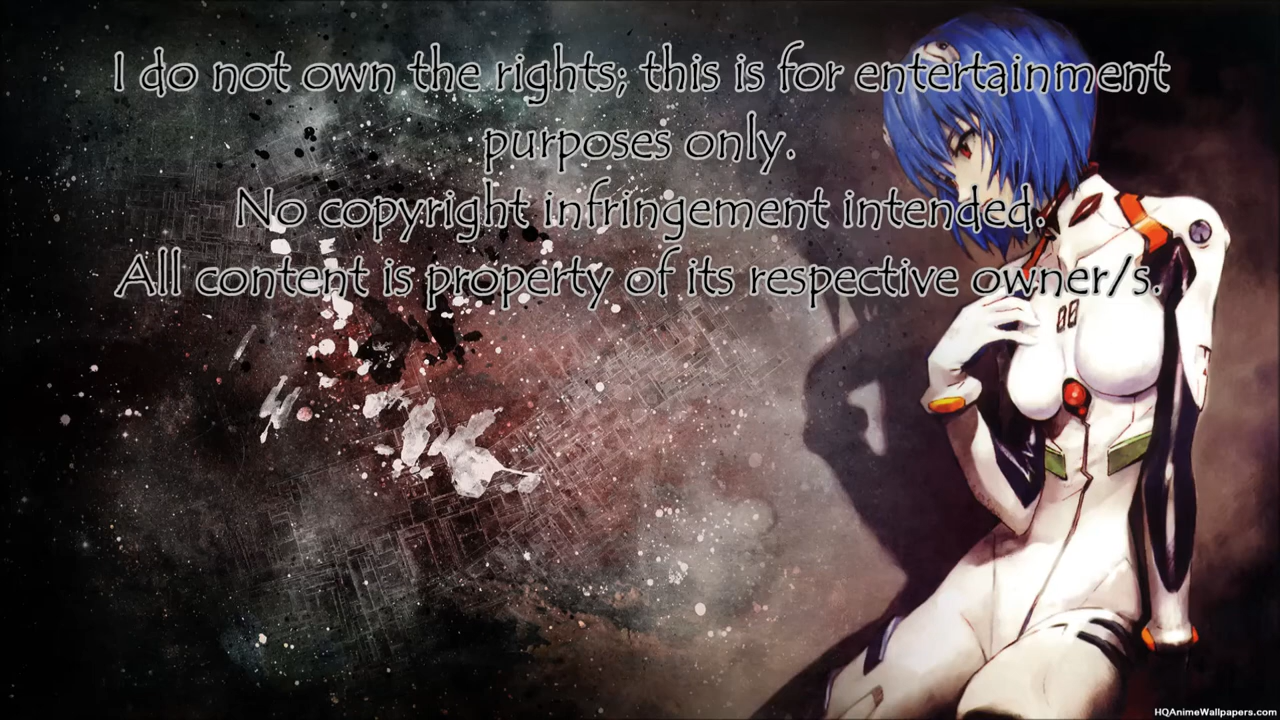 I do not own the rights; this is for entertainment
purposes only.
No copyright infringement intended.
All content is property of its respective owner/s.
00
HQAnimeWallpapers.com